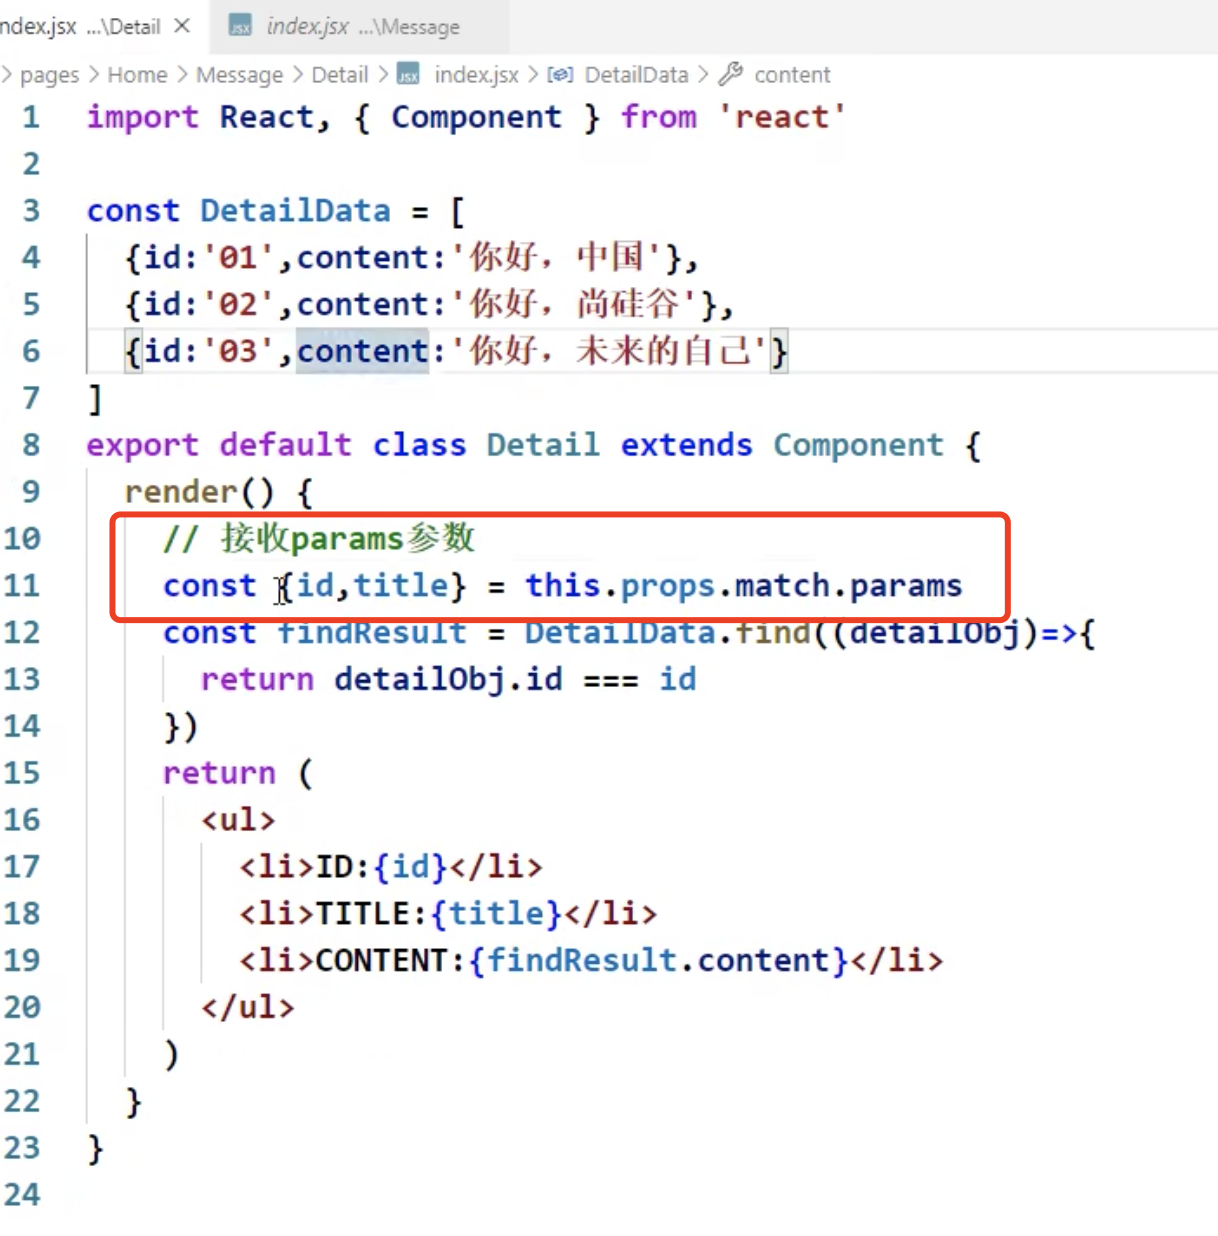 ndex.jsx ...\Detail × JSX index.jsx ...\Message
> pages > Home > Message > Detail > JSX index.jsx > DetailData > content
1 import React, { Component } from 'react'
2
3 const DetailData = [
4 {id:'01',content:'你好，中国'},
5 {id:'02',content:'你好，尚硅谷'},
6 {id:'03',content:'你好，未来的自己'}
7 ]
8 export default class Detail extends Component {
9 render() {
10 // 接收params参数
11 const {id,title} = this.props.match.params
12 const findResult = DetailData.find((detailObj)=>{
13 return detailObj.id === id
14 })
15 return (
16 <ul>
17 <li>ID:{id}</li>
18 <li>TITLE:{title}</li>
19 <li>CONTENT:{findResult.content}</li>
20 </ul>
21 )
22 }
23 }
24